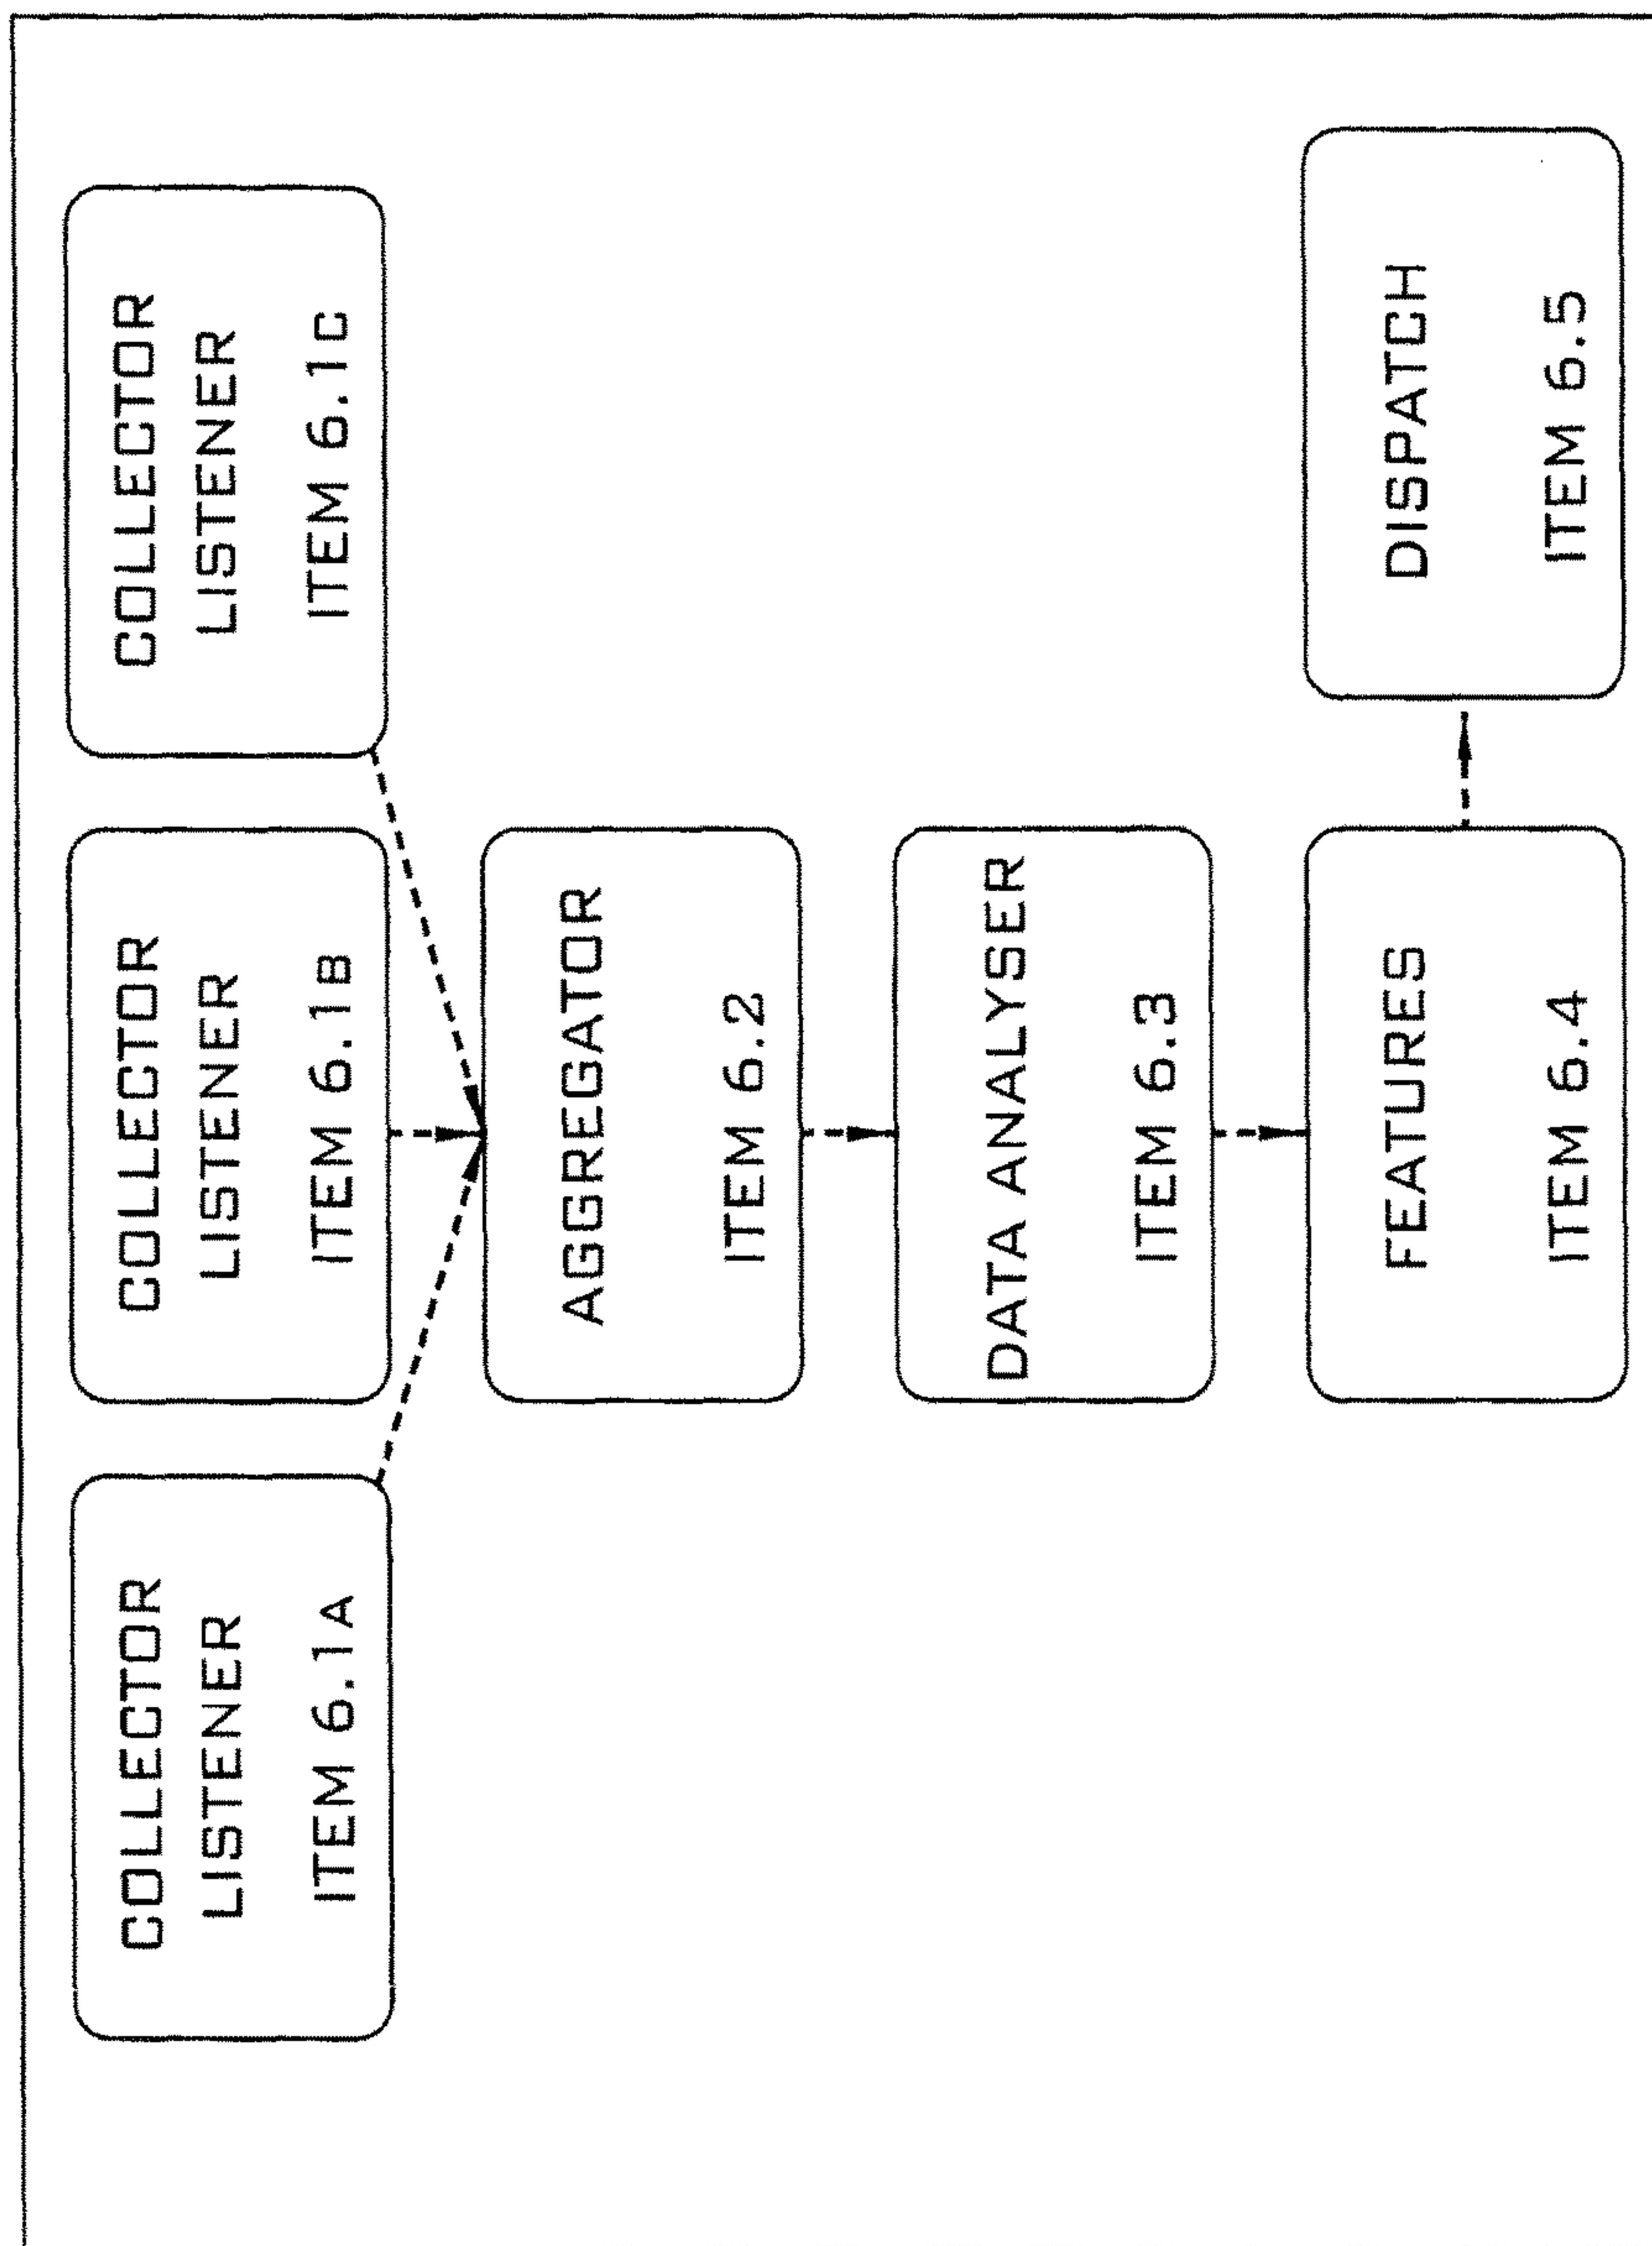 COLLECTOR
LISTENER
ITEM 6.1A
COLLECTOR
LISTENER
ITEM 6.1B
COLLECTOR
LISTENER
ITEM 6.1C
AGGREGATOR
ITEM 6.2
DATA ANALYSER
ITEM 6.3
FEATURES
ITEM 6.4
DISPATCH
ITEM 6.5